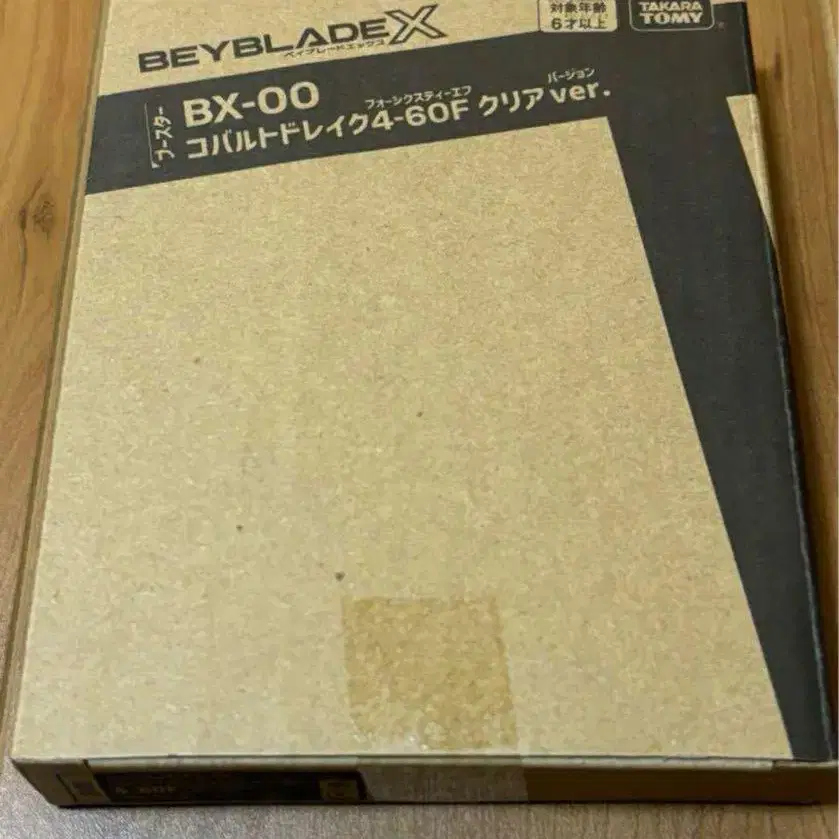 BEYBLADE X
ベイブレードエックス
対象年齢
6才以上
TAKARA
TOMY
ブースター
BX-00
フォーシックスティーエフ
バージョン
コバルトドレイク4-60F クリアver.